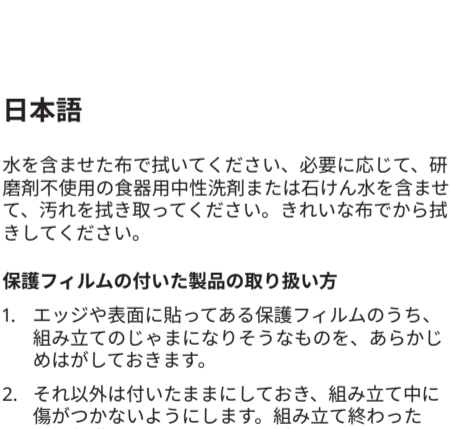 日本語
水を含ませた布で拭いてください、必要に応じて、研
磨剤不使用の食器用中性洗剤または石けん水を含ませ
て、汚れを拭き取ってください。きれいな布でから拭
きしてください。
保護フィルムの付いた製品の取り扱い方
1. エッジや表面に貼ってある保護フィルムのうち、
組み立てのじゃまになりそうなものを、あらかじ
めはがしておきます。
2. それ以外は付いたままにしておき、組み立て中に
傷がつかないようにします。組み立て終わった